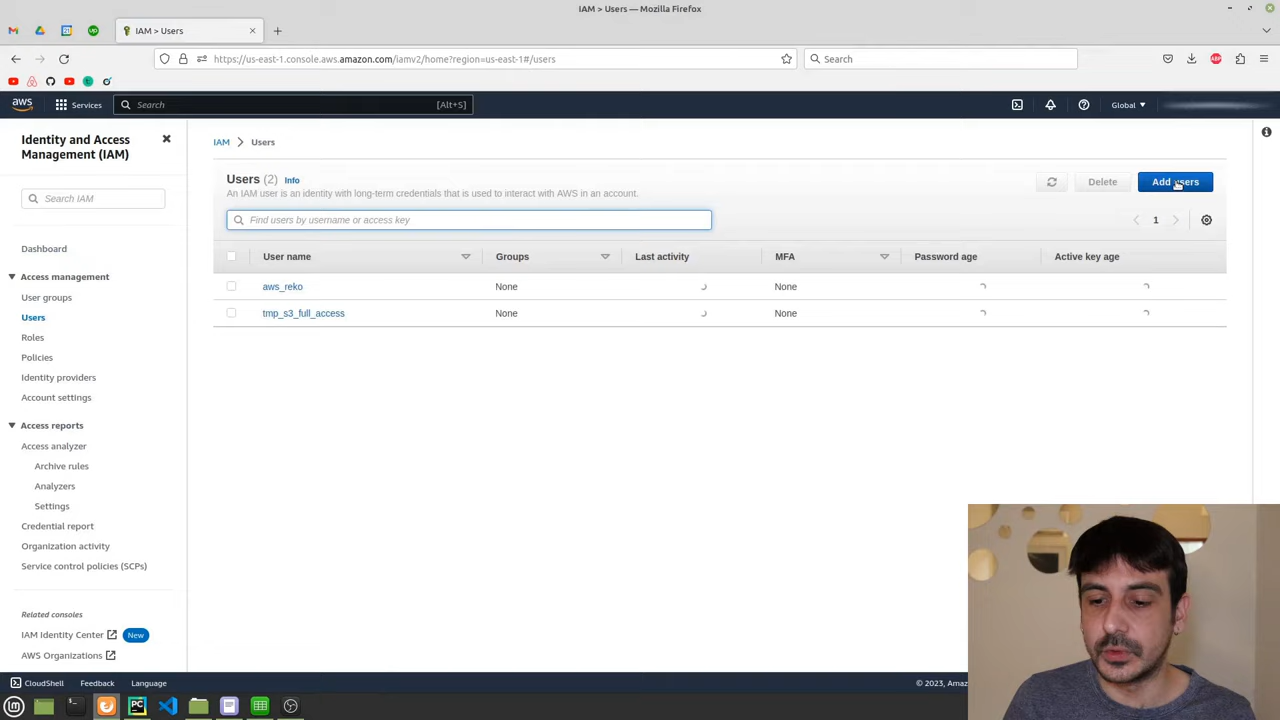 IAM > Users — Mozilla Firefox
IAM > Users
https://us-east-1.console.aws.amazon.com/iamv2/home?region=us-east-1#/users
Search
aws
Services
Search
[Alt+S]
Global
Identity and Access
Management (IAM)
Search IAM
Dashboard
Access management
User groups
Users
Roles
Policies
Identity providers
Account settings
Access reports
Access analyzer
Archive rules
Analyzers
Settings
Credential report
Organization activity
Service control policies (SCPs)
Related consoles
IAM Identity Center
New
AWS Organizations
IAM > Users
Users (2) Info
An IAM user is an identity with long-term credentials that is used to interact with AWS in an account.
Delete
Add users
Find users by username or access key
1
User name Groups Last activity MFA Password age Active key age
aws_reko None None
tmp_s3_full_access None None
CloudShell Feedback Language
© 2023, Amaz